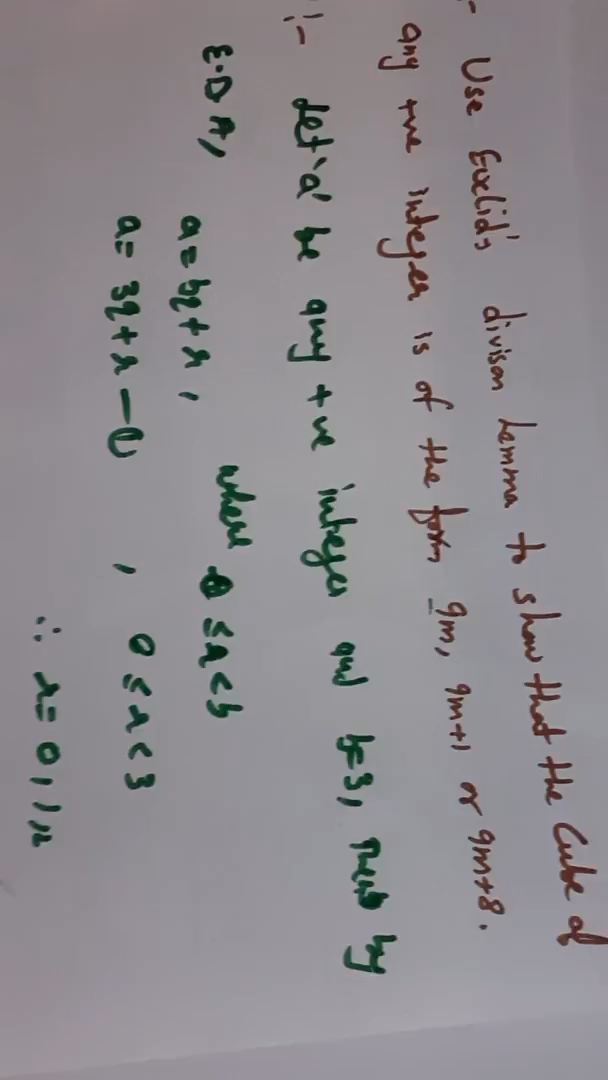 :- Use Euclid's divison Lemma to show that the Cube of
any +ve integer is of the form 9m, 9m+1 or 9m+8.
:- Let 'a' be any +ve integer and b=3, then by
E.D A,
a = bq + r , where 0 ≤ r < b
a = 3q + r — ① , 0 ≤ r < 3
∴ r = 0, 1, 2